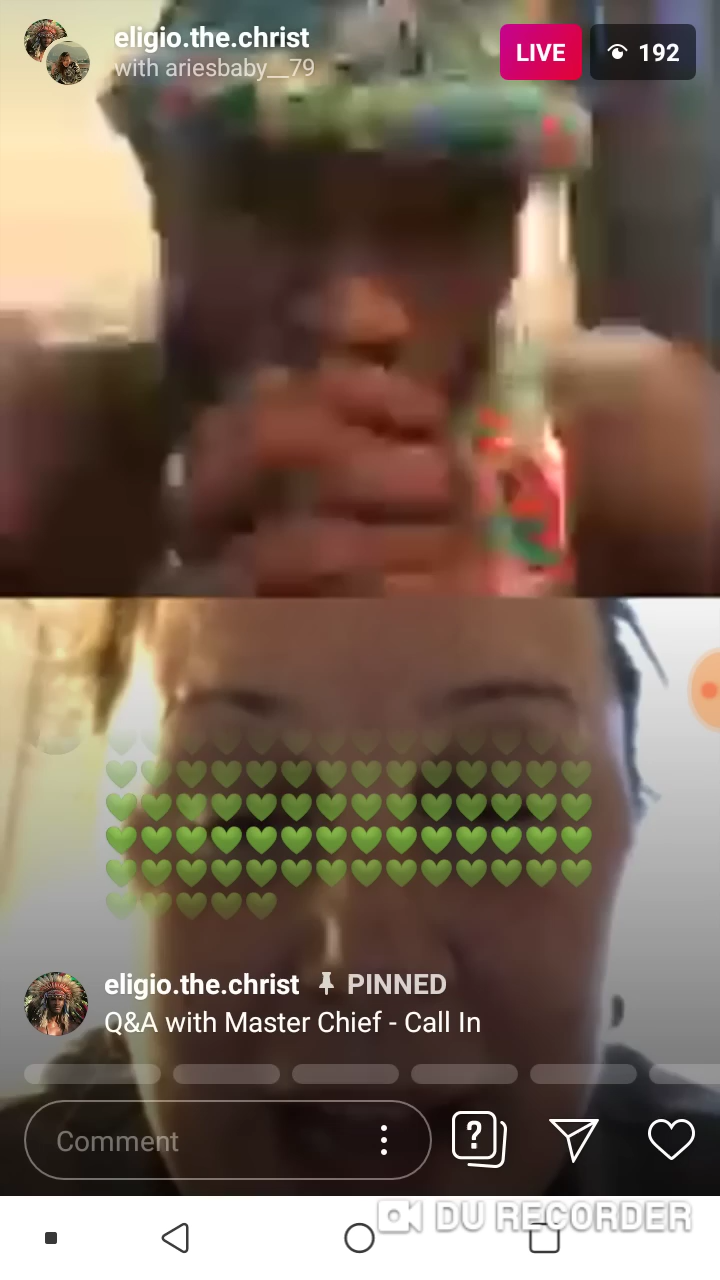 eligio.the.christ
with ariesbaby__79
LIVE
192
eligio.the.christ PINNED
Q&A with Master Chief - Call In
Comment
?
DU RECORDER